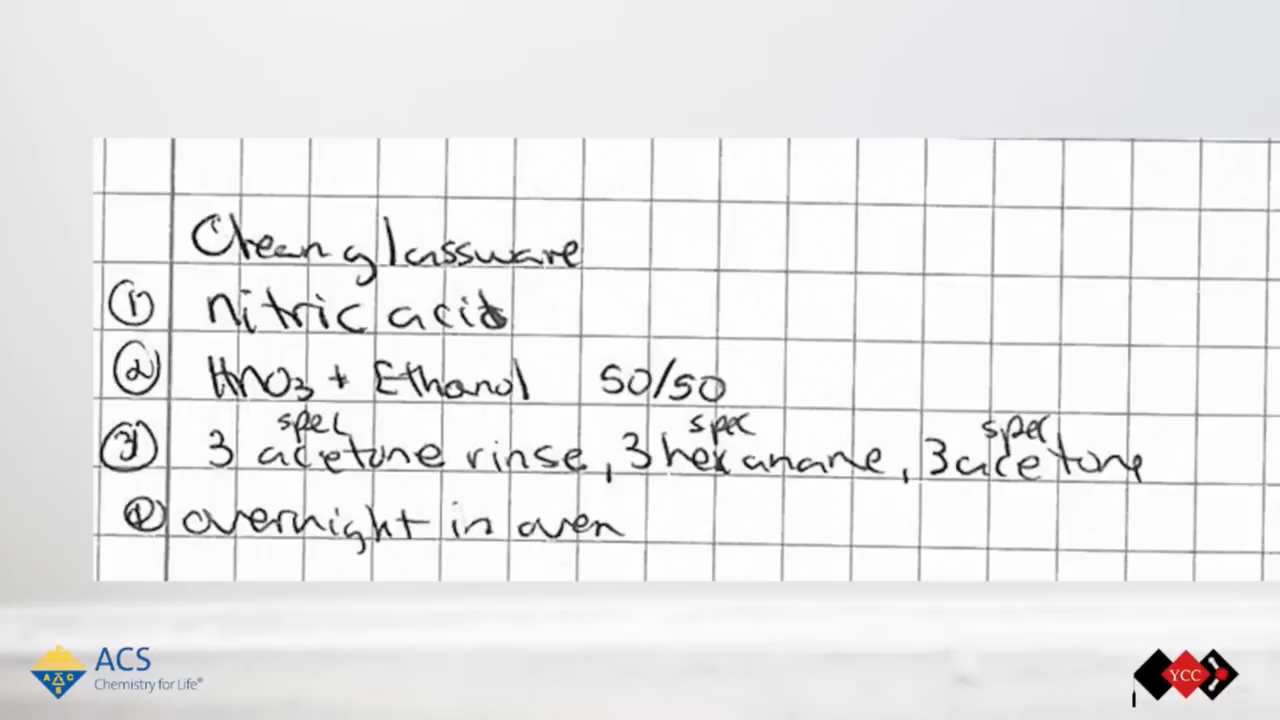 Clean glassware
① nitric acid
② HNO₃ + Ethanol 50/50
spec spec spec
③ 3 acetone rinse, 3 hexanane, 3 acetone
④ overnight in oven
ACS
Chemistry for Life®
A C S
YCC